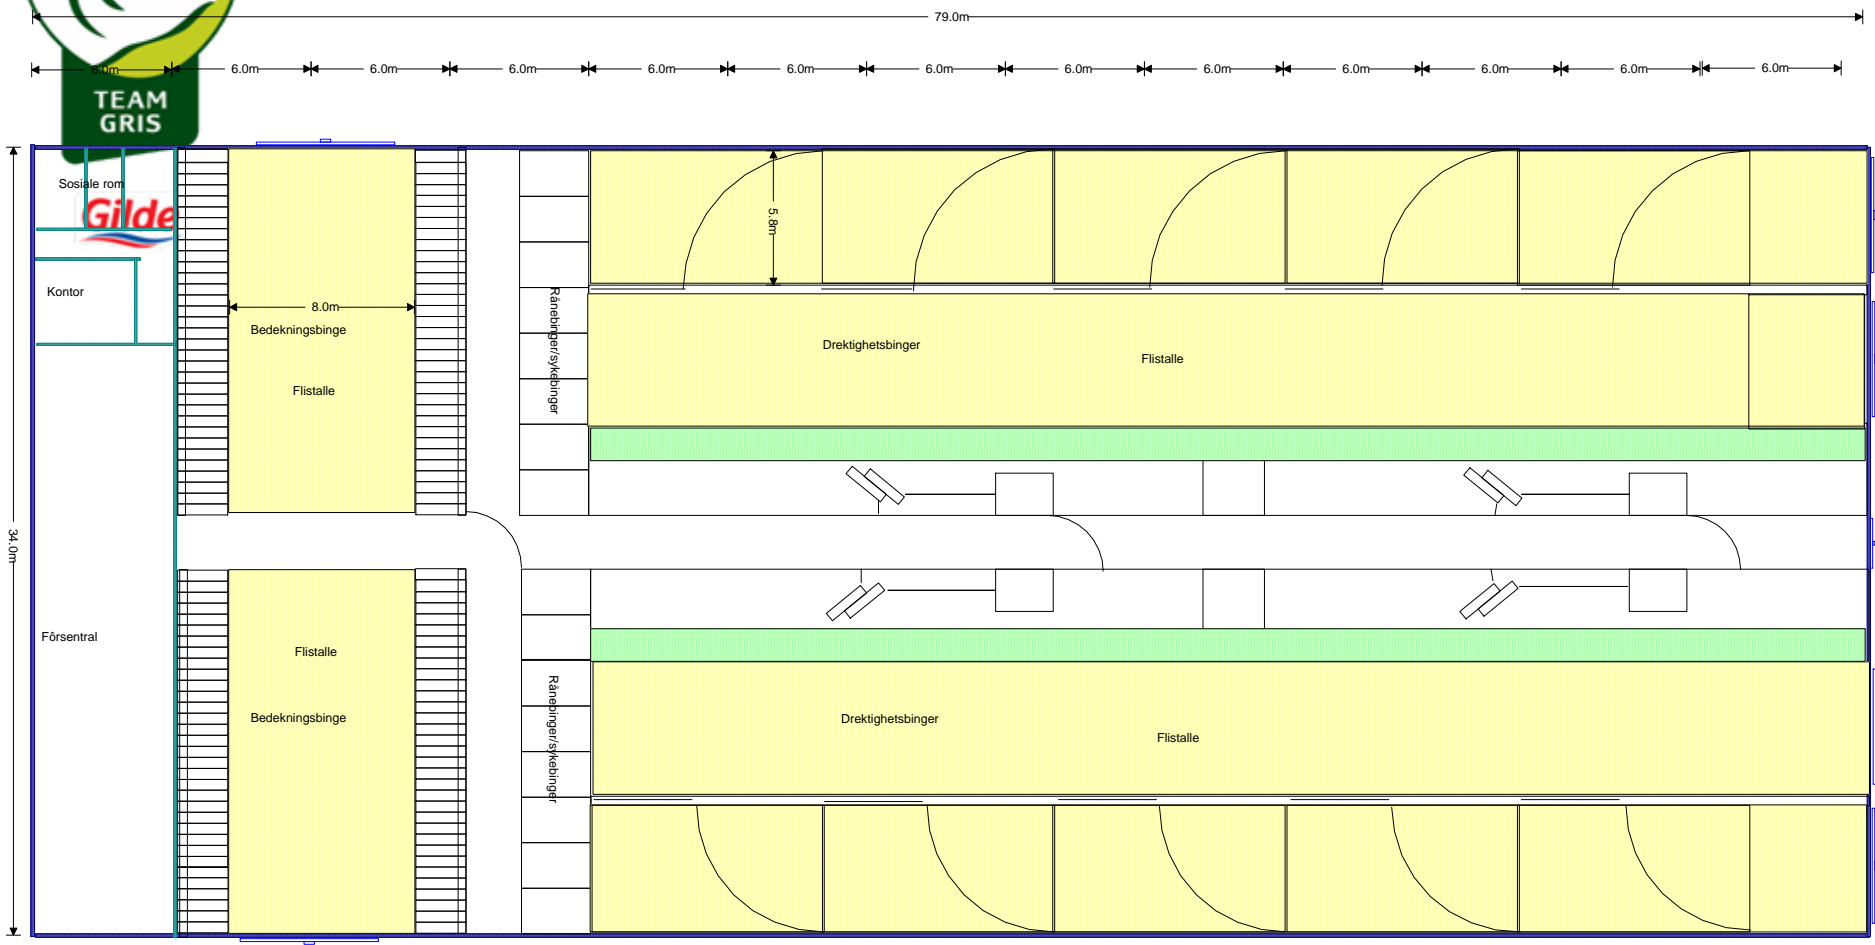 79.0m
6.0m
6.0m
6.0m
6.0m
6.0m
6.0m
6.0m
6.0m
6.0m
6.0m
6.0m
6.0m
6.0m
TEAM
GRIS
Sosiale rom
Gilde
5.8m
Kontor
8.0m
Bedekningsbinge
Rånebinger/sykebinger
Drektighetsbinger
Flistalle
Flistalle
34.0m
Fôrsentral
Flistalle
Bedekningsbinge
Rånebinger/sykebinger
Drektighetsbinger
Flistalle